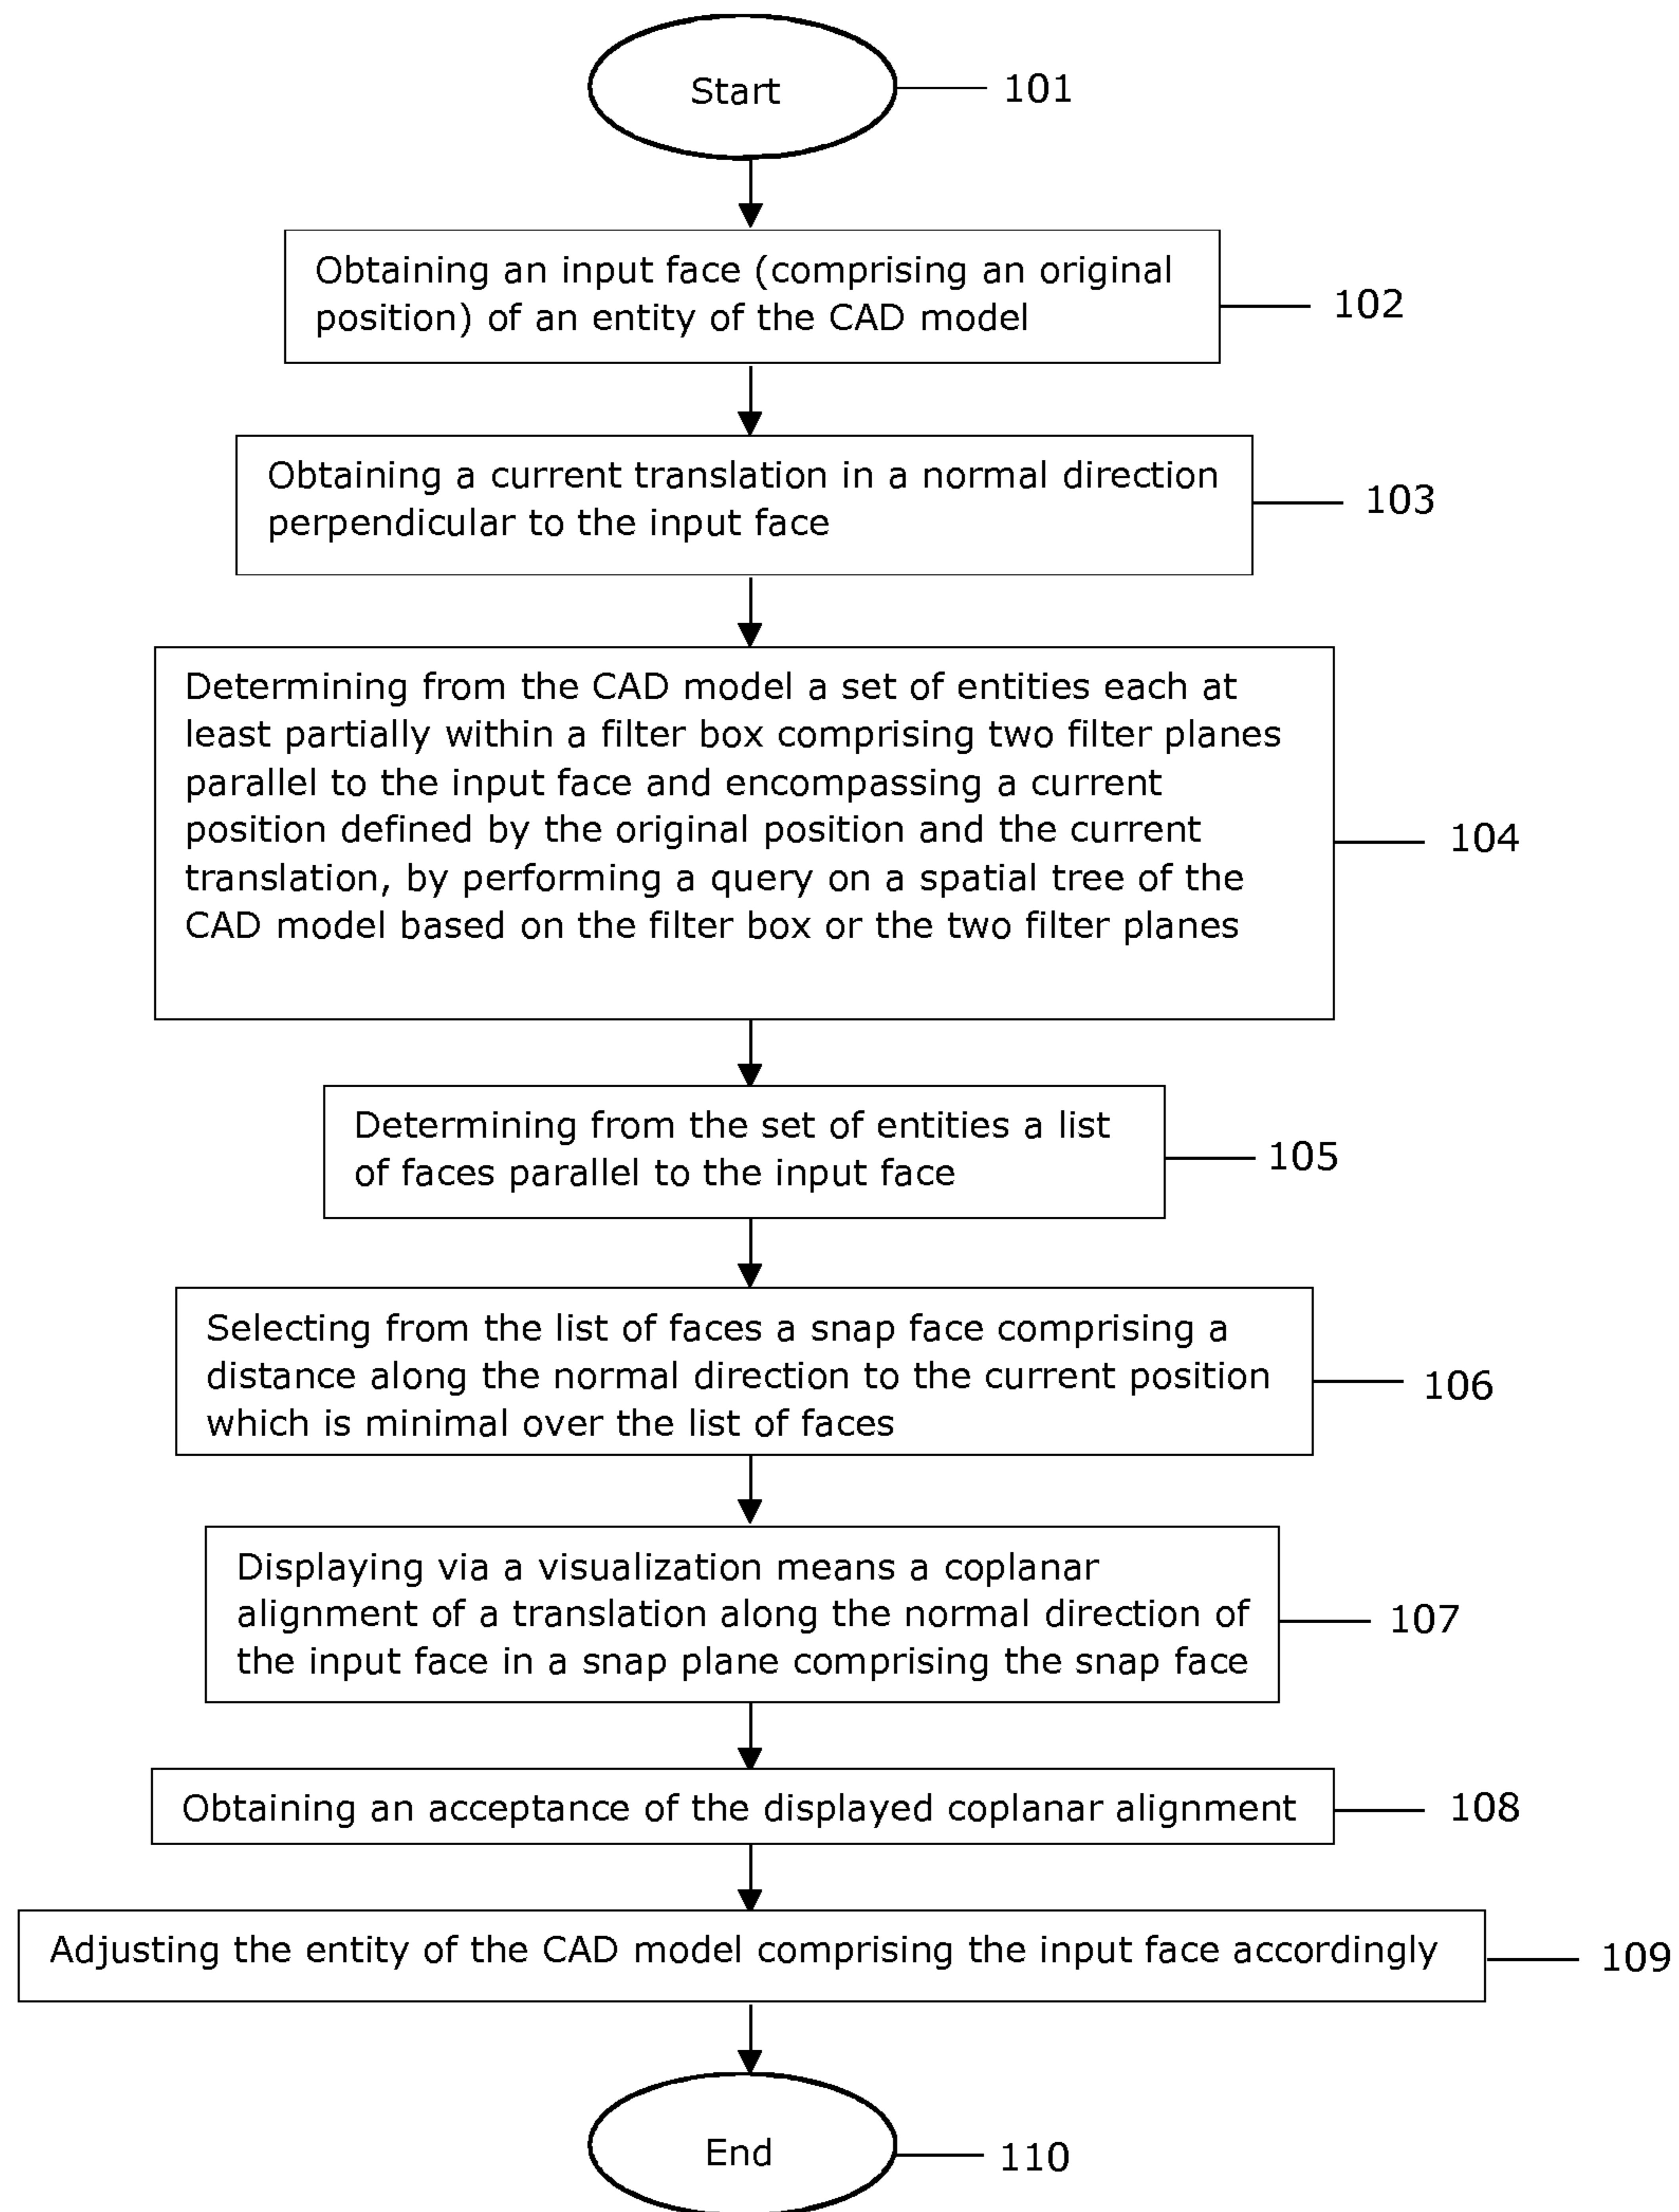 Start
101
Obtaining an input face (comprising an original
position) of an entity of the CAD model
102
Obtaining a current translation in a normal direction
perpendicular to the input face
103
Determining from the CAD model a set of entities each at
least partially within a filter box comprising two filter planes
parallel to the input face and encompassing a current
position defined by the original position and the current
translation, by performing a query on a spatial tree of the
CAD model based on the filter box or the two filter planes
104
Determining from the set of entities a list
of faces parallel to the input face
105
Selecting from the list of faces a snap face comprising a
distance along the normal direction to the current position
which is minimal over the list of faces
106
Displaying via a visualization means a coplanar
alignment of a translation along the normal direction of
the input face in a snap plane comprising the snap face
107
Obtaining an acceptance of the displayed coplanar alignment
108
Adjusting the entity of the CAD model comprising the input face accordingly
109
End
110